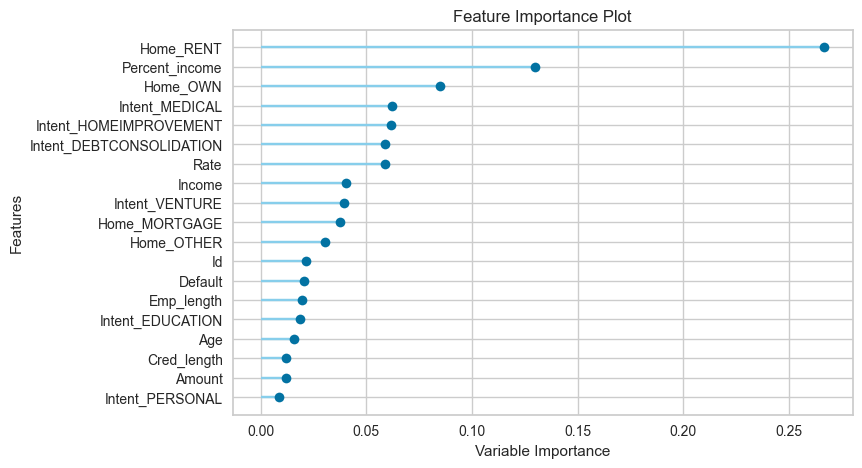 Feature Importance Plot
Home_RENT
Percent_income
Home_OWN
Intent_MEDICAL
Intent_HOMEIMPROVEMENT
Intent_DEBTCONSOLIDATION
Rate
Income
Intent_VENTURE
Home_MORTGAGE
Home_OTHER
Id
Default
Emp_length
Intent_EDUCATION
Age
Cred_length
Amount
Intent_PERSONAL
Features
0.00 0.05 0.10 0.15 0.20 0.25
Variable Importance